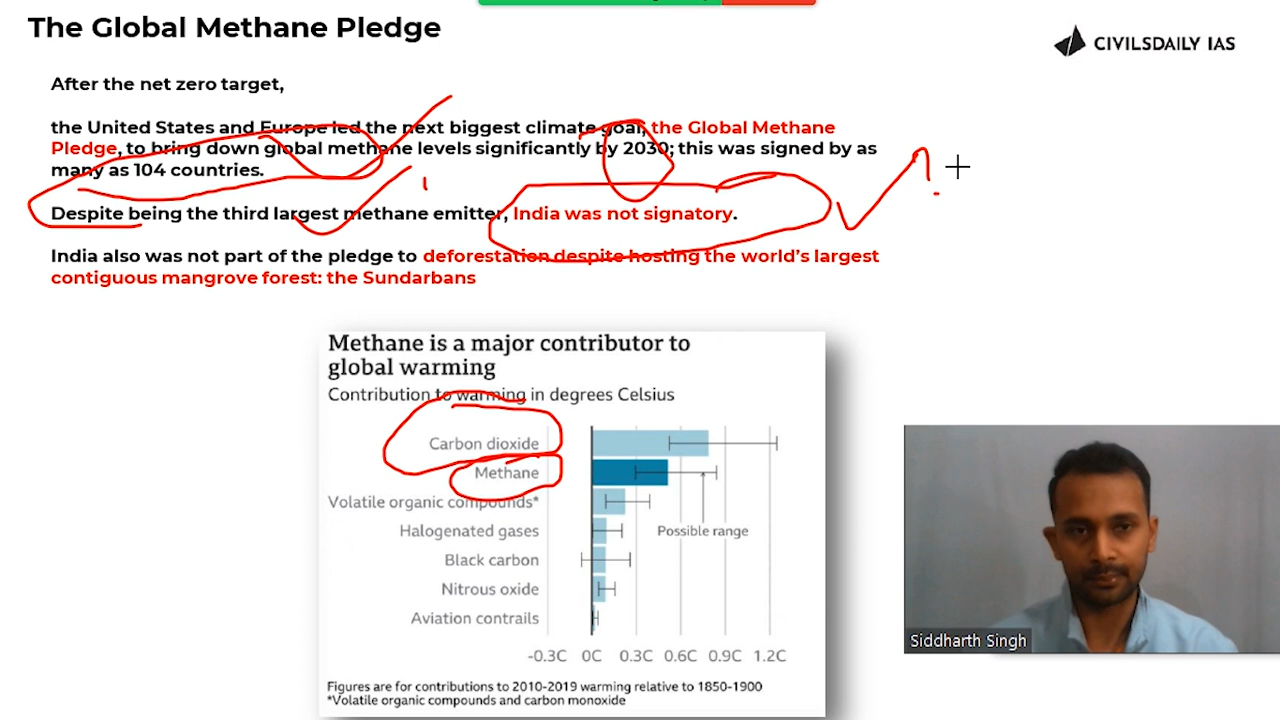 The Global Methane Pledge
CIVILSDAILY IAS
After the net zero target,
the United States and Europe led the next biggest climate goal, the Global Methane
Pledge, to bring down global methane levels significantly by 2030; this was signed by as
many as 104 countries.
Despite being the third largest methane emitter, India was not signatory.
India also was not part of the pledge to deforestation despite hosting the world's largest
contiguous mangrove forest: the Sundarbans
Methane is a major contributor to
global warming
Contribution to warming in degrees Celsius
Carbon dioxide
Methane
Volatile organic compounds*
Possible range
Halogenated gases
Black carbon
Nitrous oxide
Aviation contrails
-0.3C 0C 0.3C 0.6C 0.9C 1.2C
Figures are for contributions to 2010-2019 warming relative to 1850-1900
*Volatile organic compounds and carbon monoxide
Siddharth Singh